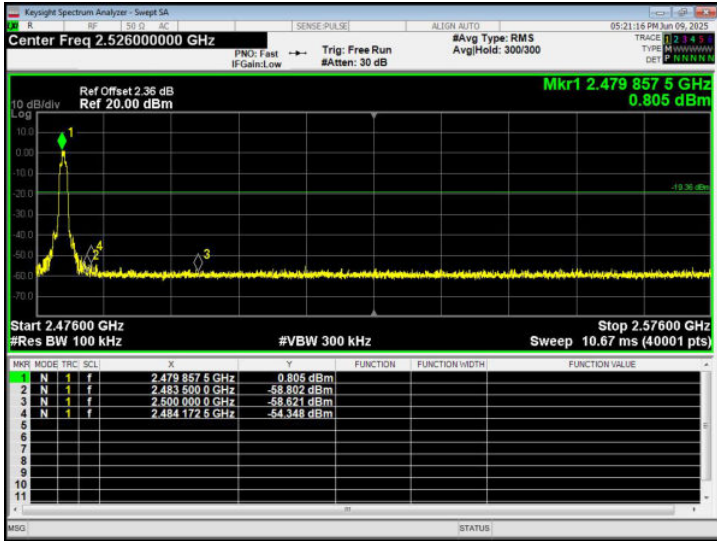 Keysight Spectrum Analyzer - Swept SA
R RF 50 Ω AC SENSE:PULSE ALIGN AUTO 05:21:16 PM Jun 09, 2025
Center Freq 2.526000000 GHz #Avg Type: RMS TRACE 1 2 3 4 5 6
PNO: Fast Trig: Free Run Avg|Hold: 300/300 TYPE M WWWWW
IFGain:Low #Atten: 30 dB DET P N N N N N
Mkr1 2.479 857 5 GHz
0.805 dBm
Ref Offset 2.36 dB
10 dB/div Ref 20.00 dBm
Log
10.0
0.00
-10.0
-20.0
-30.0
-40.0
-50.0
-60.0
-70.0
1
-19.36 dBm
4
2
3
Start 2.47600 GHz Stop 2.57600 GHz
#Res BW 100 kHz #VBW 300 kHz Sweep 10.67 ms (40001 pts)
MKR MODE TRC SCL X Y FUNCTION FUNCTION WIDTH FUNCTION VALUE
1 N 1 f 2.479 857 5 GHz 0.805 dBm
2 N 1 f 2.483 500 0 GHz -58.802 dBm
3 N 1 f 2.500 000 0 GHz -58.621 dBm
4 N 1 f 2.484 172 5 GHz -54.348 dBm
5
6
7
8
9
10
11
MSG STATUS